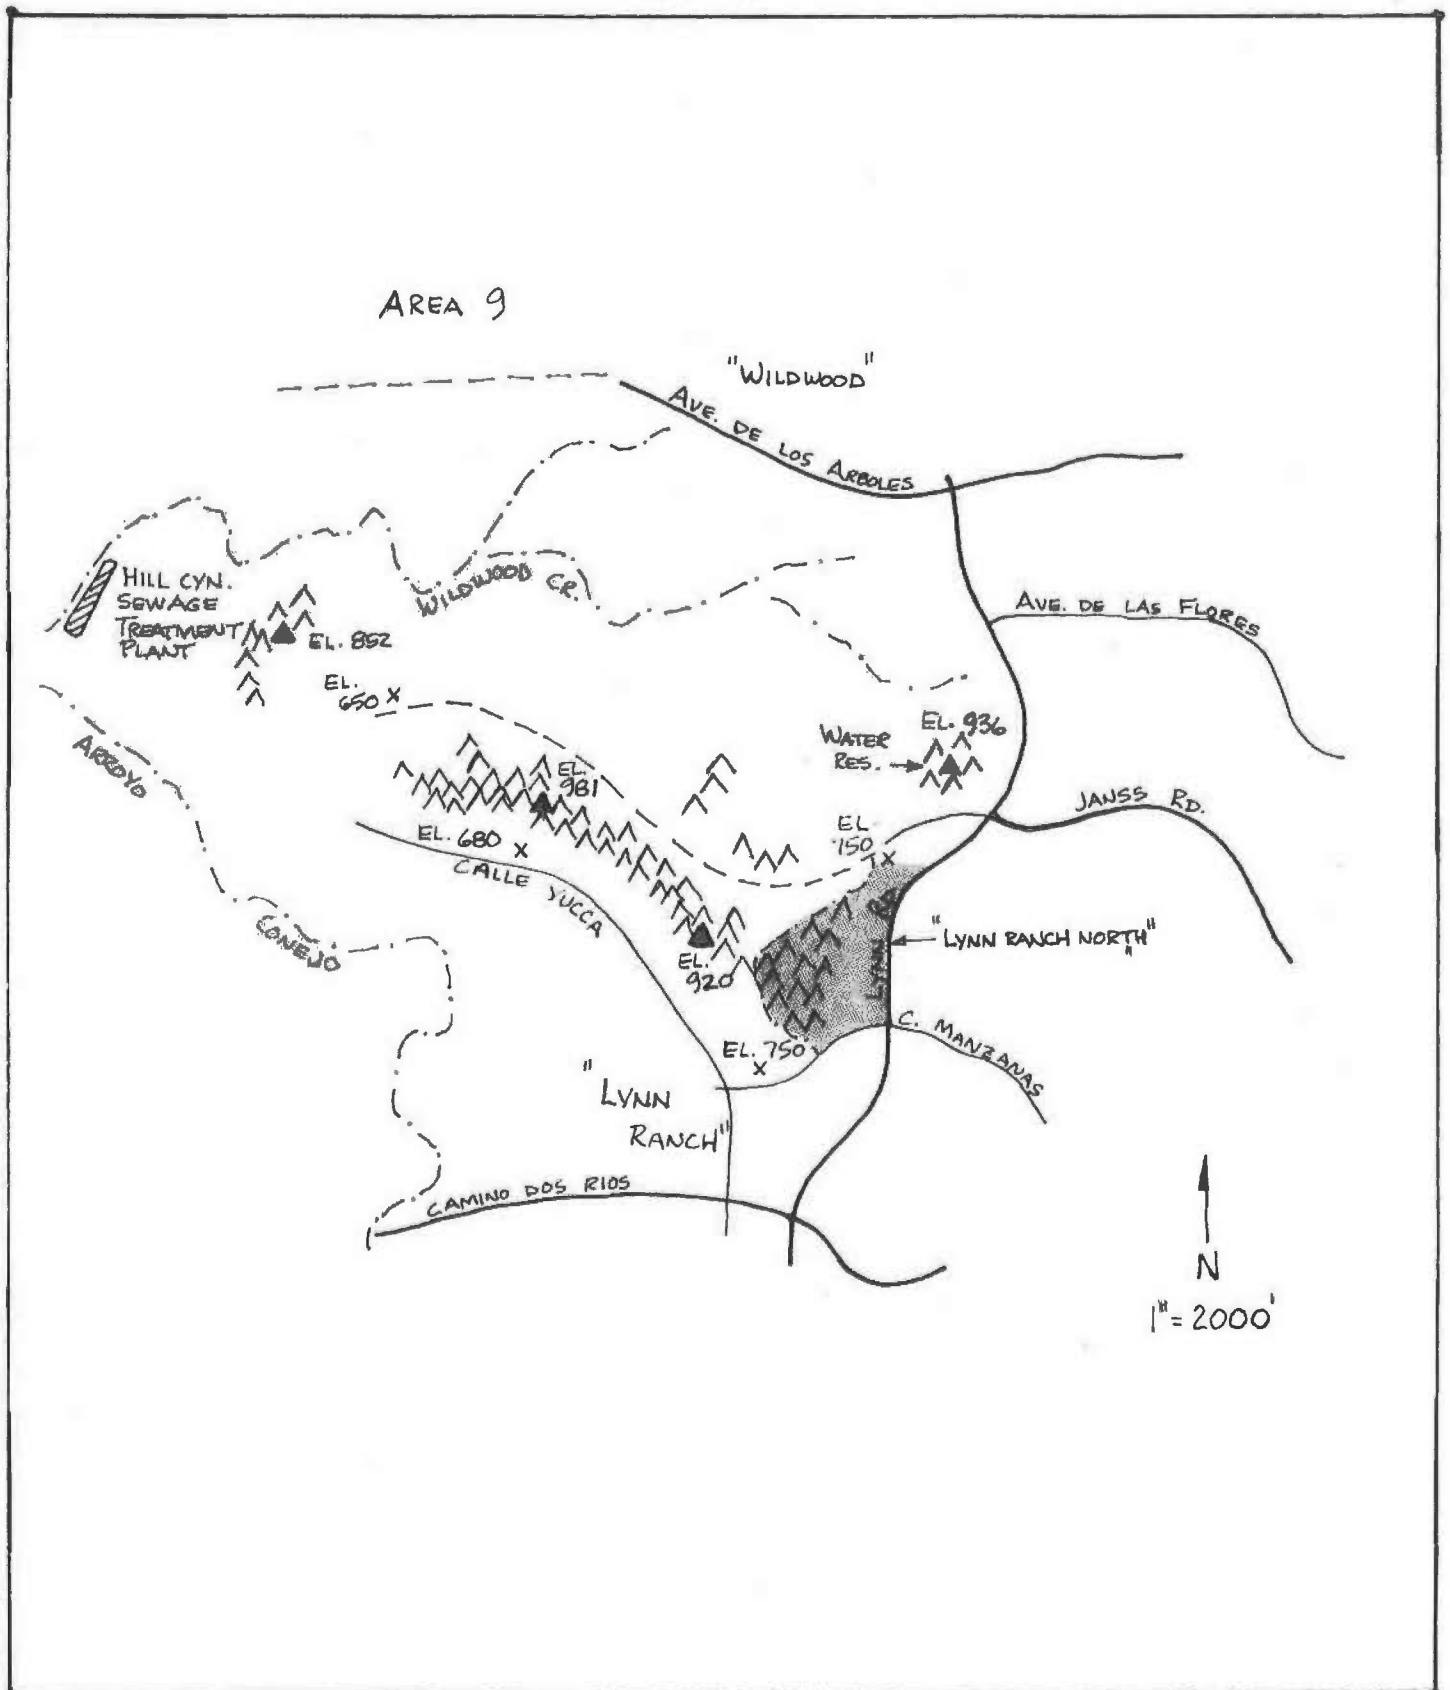 AREA 9
"WILDWOOD"
AVE. DE LOS ARBOLES
HILL CYN.
SEWAGE
TREATMENT
PLANT
WILDWOOD CR.
AVE. DE LAS FLORES
EL. 852
EL.
650 X
EL. 936
WATER
RES.
ARROYO
EL.
981
JANSS RD.
EL
750
X
EL. 680 X
CALLE YUCCA
LYNN RD.
"LYNN RANCH NORTH"
"
CONEJO
EL.
920
C. MANZANAS
EL. 750
X
"LYNN
RANCH"
CAMINO DOS RIOS
N
1" = 2000'